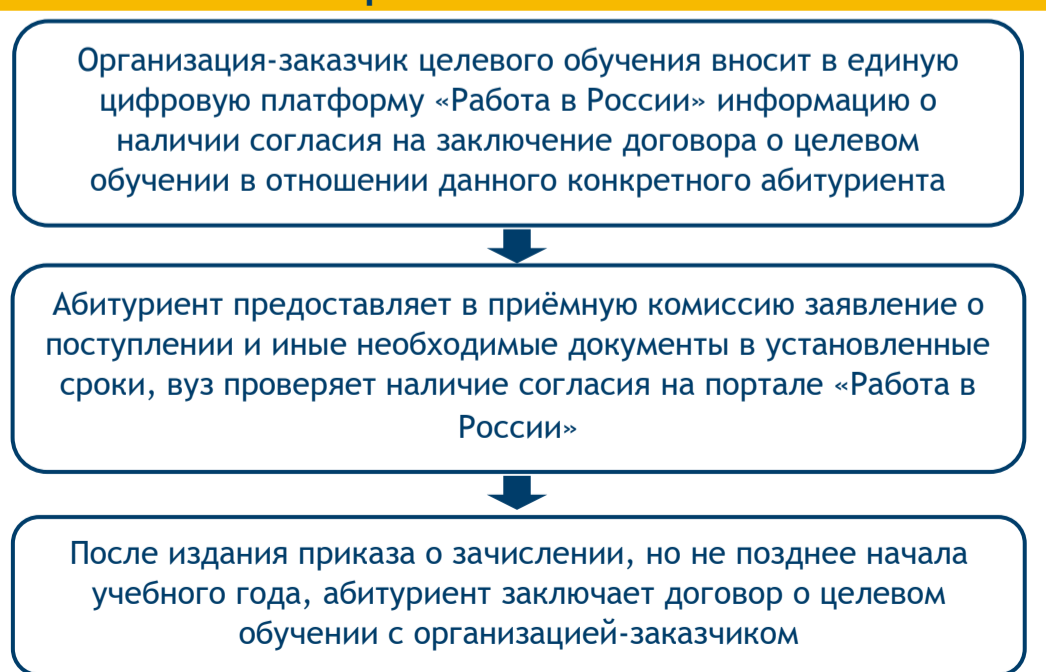 Организация-заказчик целевого обучения вносит в единую
цифровую платформу «Работа в России» информацию о
наличии согласия на заключение договора о целевом
обучении в отношении данного конкретного абитуриента
Абитуриент предоставляет в приёмную комиссию заявление о
поступлении и иные необходимые документы в установленные
сроки, вуз проверяет наличие согласия на портале «Работа в
России»
После издания приказа о зачислении, но не позднее начала
учебного года, абитуриент заключает договор о целевом
обучении с организацией-заказчиком